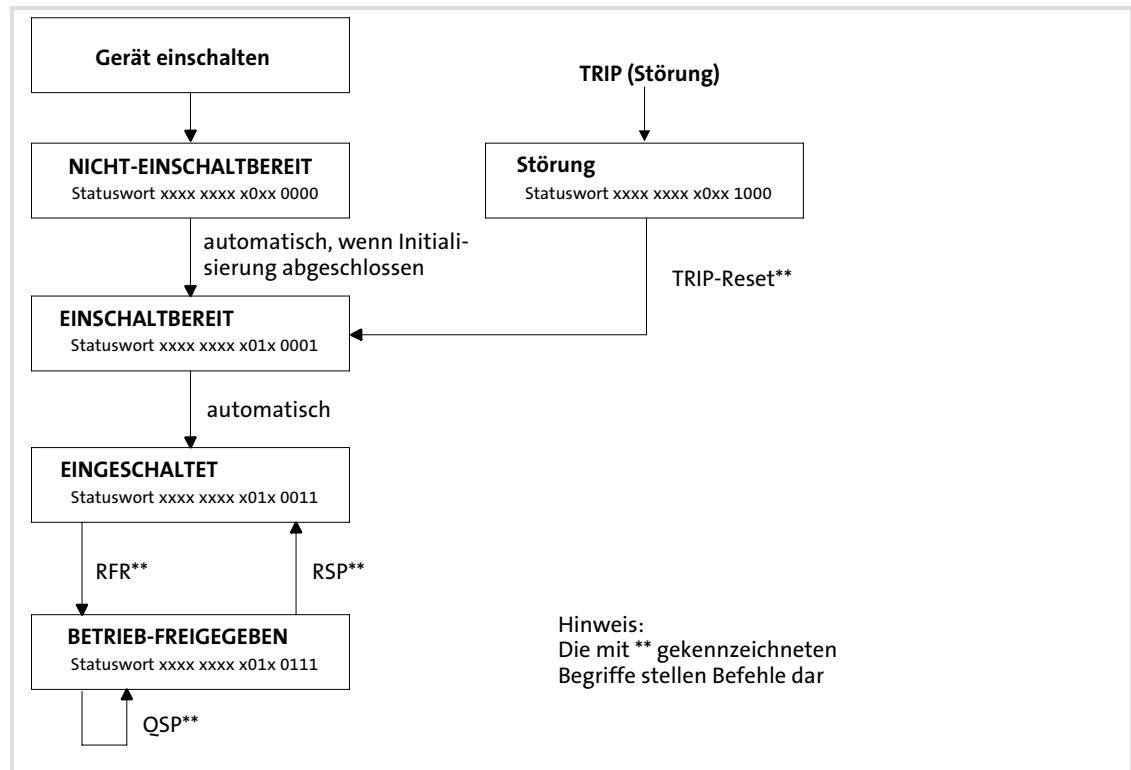 Gerät einschalten
TRIP (Störung)
NICHT-EINSCHALTBEREIT
Statuswort xxxx xxxx x0xx 0000
Störung
Statuswort xxxx xxxx x0xx 1000
automatisch, wenn Initiali-
sierung abgeschlossen
TRIP-Reset**
EINSCHALTBEREIT
Statuswort xxxx xxxx x01x 0001
automatisch
EINGESCHALTET
Statuswort xxxx xxxx x01x 0011
RFR**
RSP**
BETRIEB-FREIGEGEBEN
Statuswort xxxx xxxx x01x 0111
QSP**
Hinweis:
Die mit ** gekennzeichneten
Begriffe stellen Befehle dar